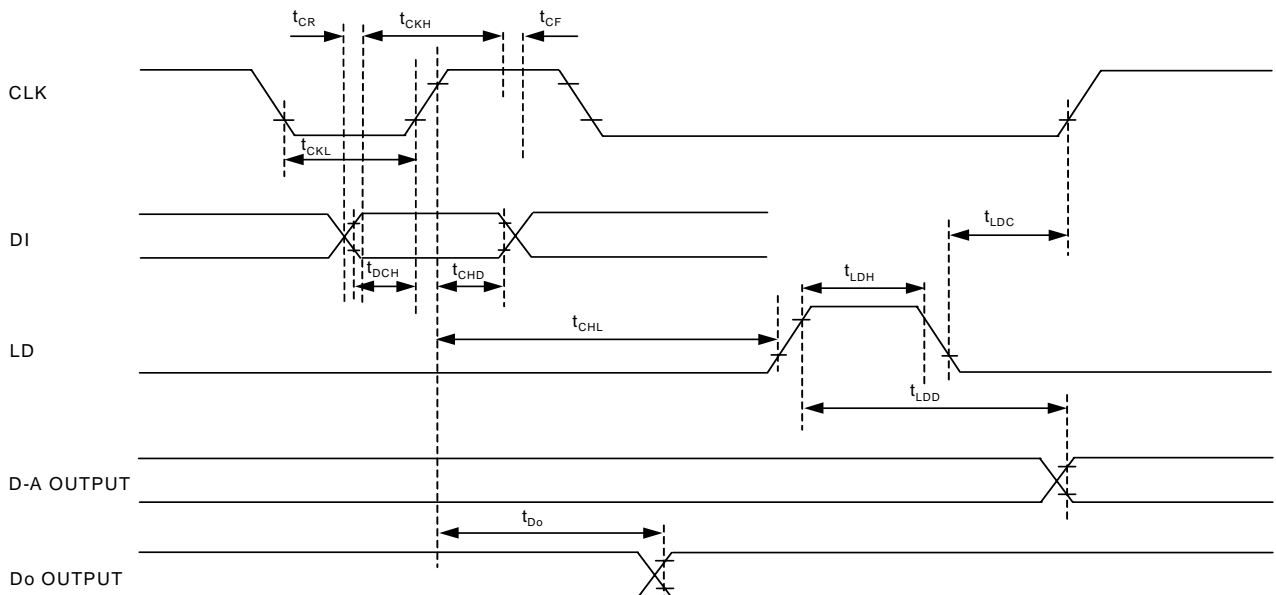 tCR
tCKH
tCF
CLK
tCKL
DI
tLDC
tDCH
tCHD
tLDH
tCHL
LD
tLDD
D-A OUTPUT
tDo
Do OUTPUT